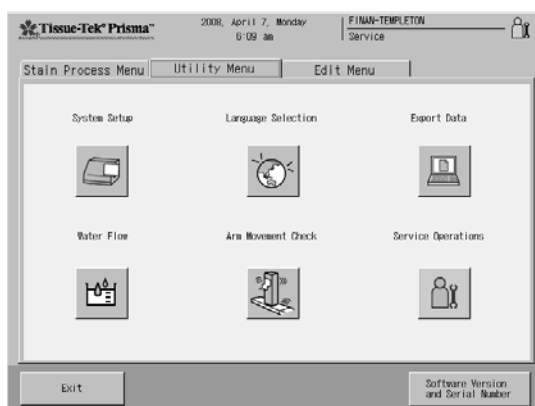 Tissue-Tek® Prisma™
2008, April 7, Monday
6:09 am
FINAN-TEMPLETON
Service
Stain Process Menu
Utility Menu
Edit Menu
System Setup
Language Selection
Export Data
Water Flow
Arm Movement Check
Service Operations
Exit
Software Version
and Serial Number